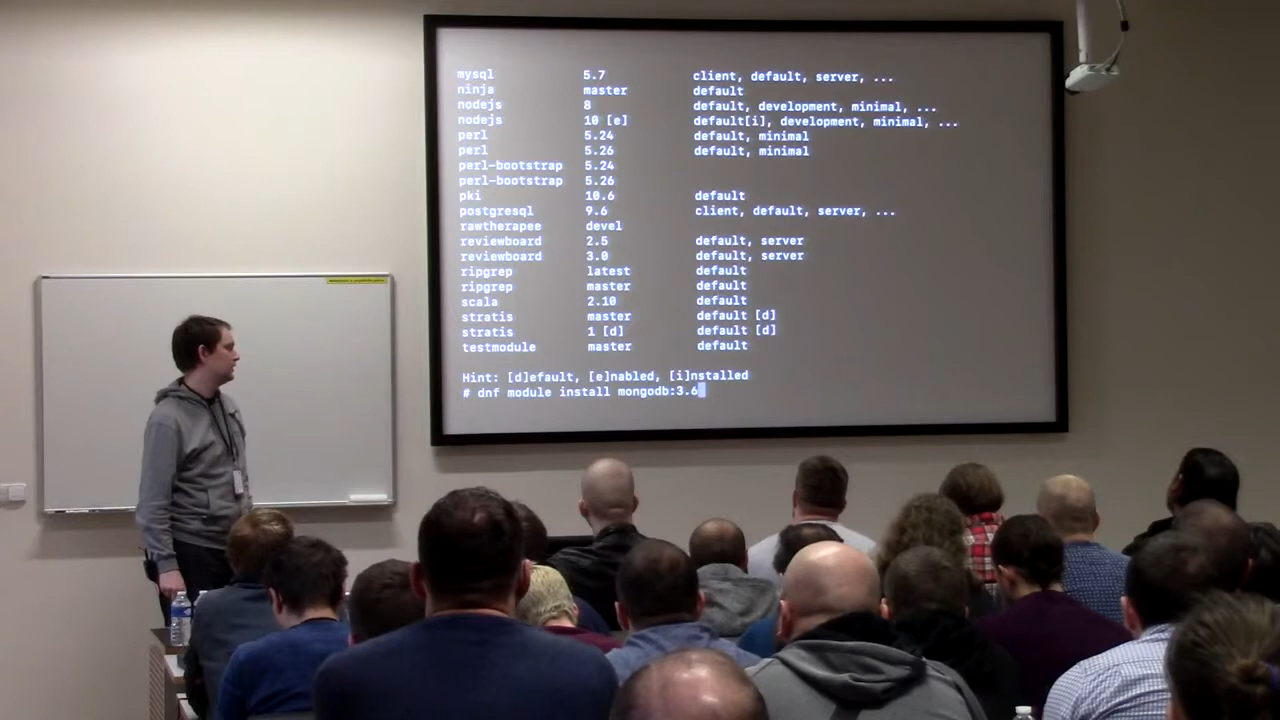 mysql 5.7 client, default, server, ...
ninja master default
nodejs 8 default, development, minimal, ...
nodejs 10 [e] default[i], development, minimal, ...
perl 5.24 default, minimal
perl 5.26 default, minimal
perl-bootstrap 5.24
perl-bootstrap 5.26
pki 10.6 default
postgresql 9.6 client, default, server, ...
rawtherapee devel
reviewboard 2.5 default, server
reviewboard 3.0 default, server
ripgrep latest default
ripgrep master default
scala 2.10 default
stratis master default [d]
stratis 1 [d] default [d]
testmodule master default
Hint: [d]efault, [e]nabled, [i]nstalled
# dnf module install mongodb:3.6